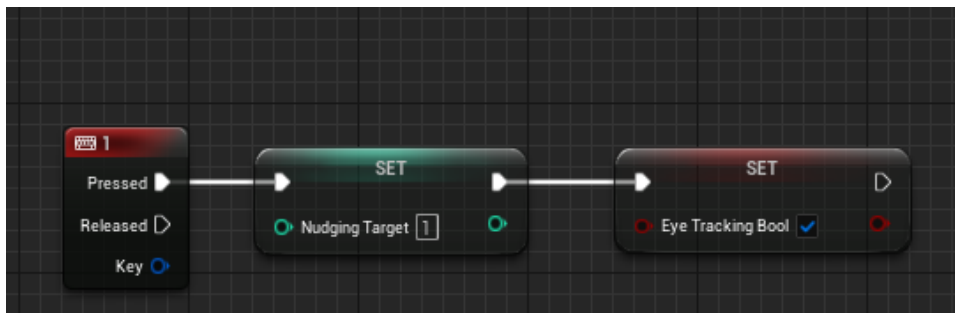 1
Pressed
Released
Key
SET
Nudging Target 1
SET
Eye Tracking Bool